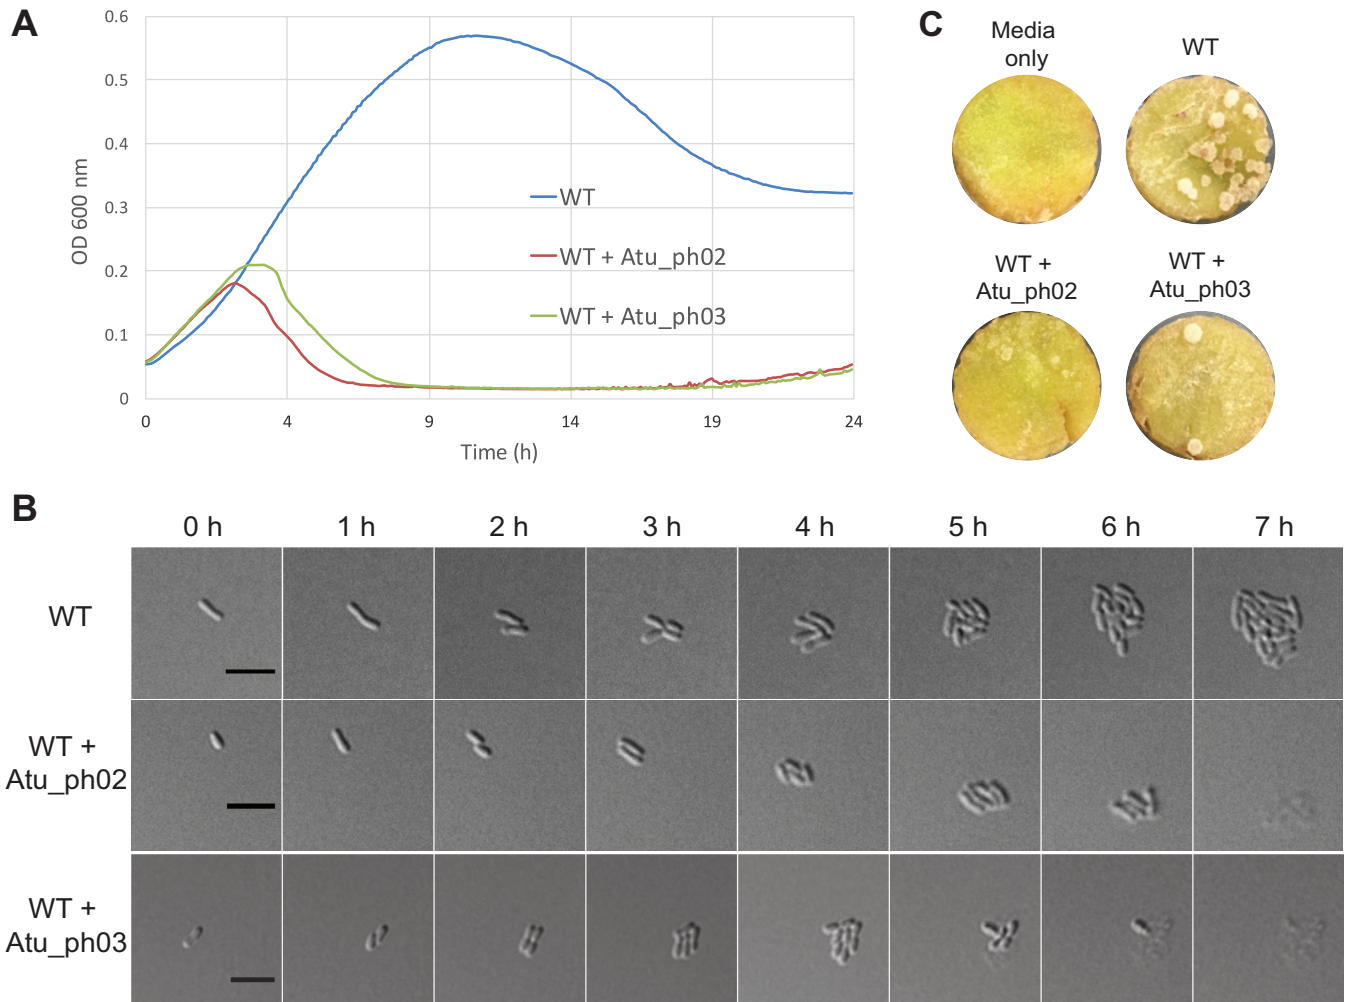 A
0.6
0.5
0.4
0.3
0.2
0.1
0
0 4 9 14 19 24
OD 600 nm
Time (h)
WT
WT + Atu_ph02
WT + Atu_ph03
C
Media
only
WT
WT +
Atu_ph02
WT +
Atu_ph03
B
0 h 1 h 2 h 3 h 4 h 5 h 6 h 7 h
WT
WT +
Atu_ph02
WT +
Atu_ph03